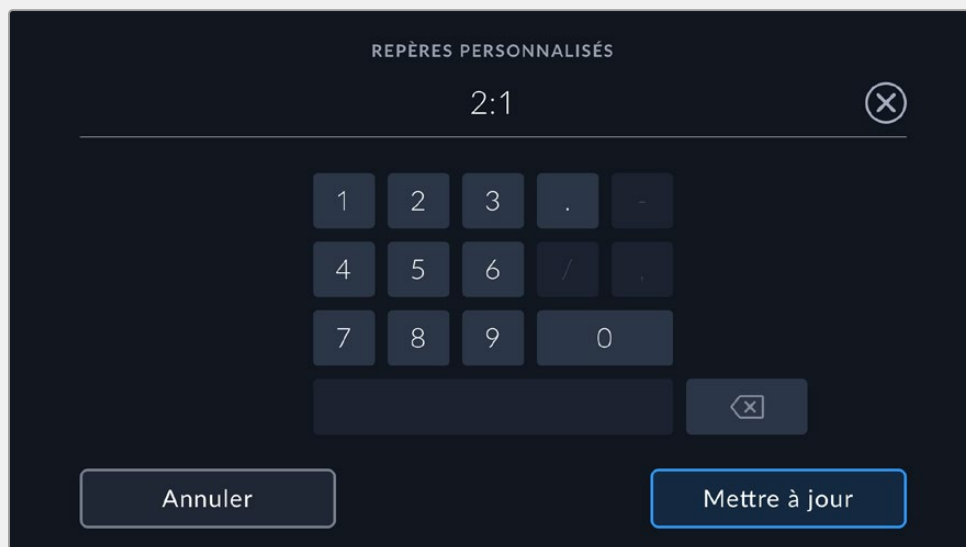 REPÈRES PERSONNALISÉS
2:1
1 2 3 . -
4 5 6 / ,
7 8 9 0
Annuler Mettre à jour